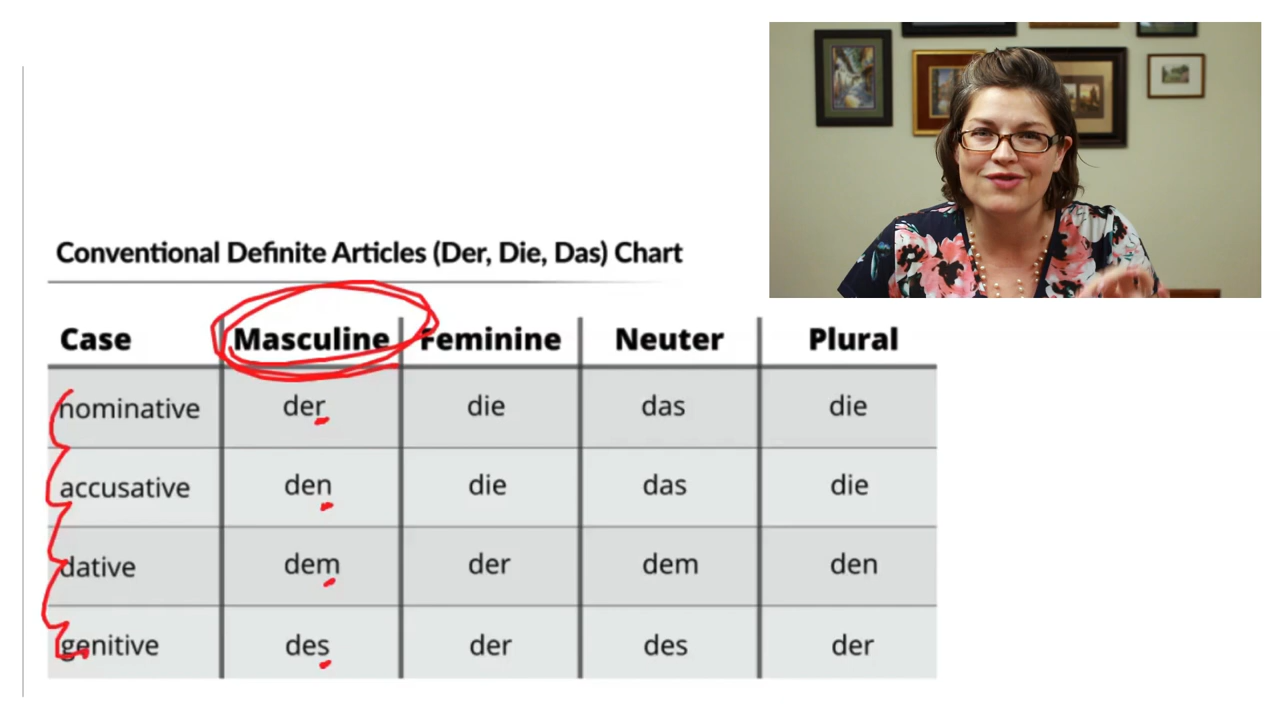 Conventional Definite Articles (Der, Die, Das) Chart
Case Masculine Feminine Neuter Plural
nominative der die das die
accusative den die das die
dative dem der dem den
genitive des der des der